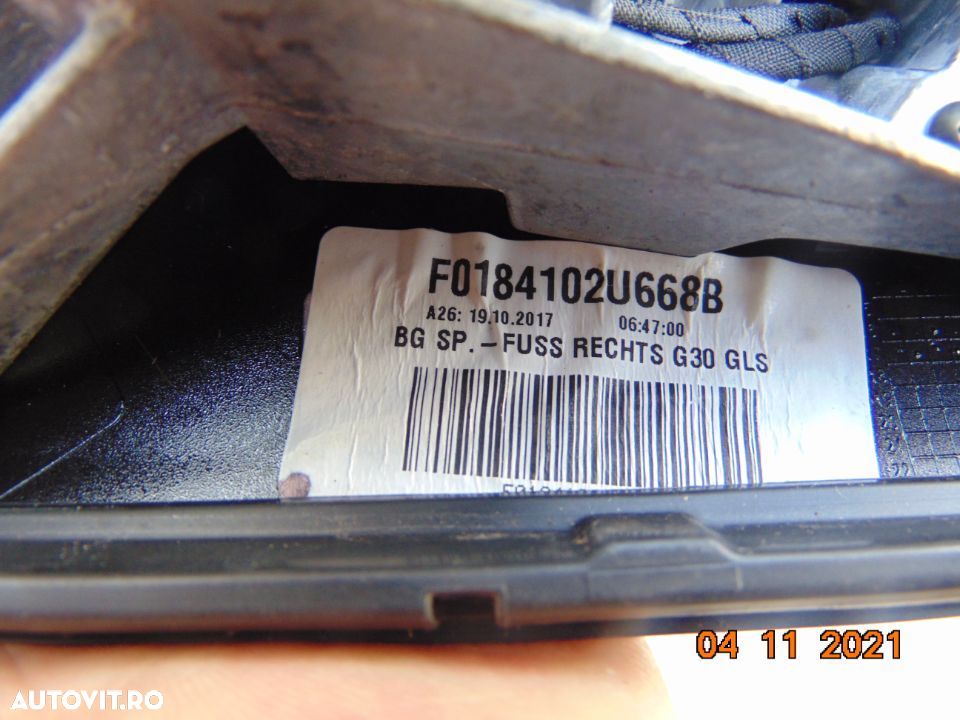 F0184102U668B
A26: 19.10.2017 06:47:00
BG SP.-FUSS RECHTS G30 GLS
04 11 2021
AUTOVIT.RO